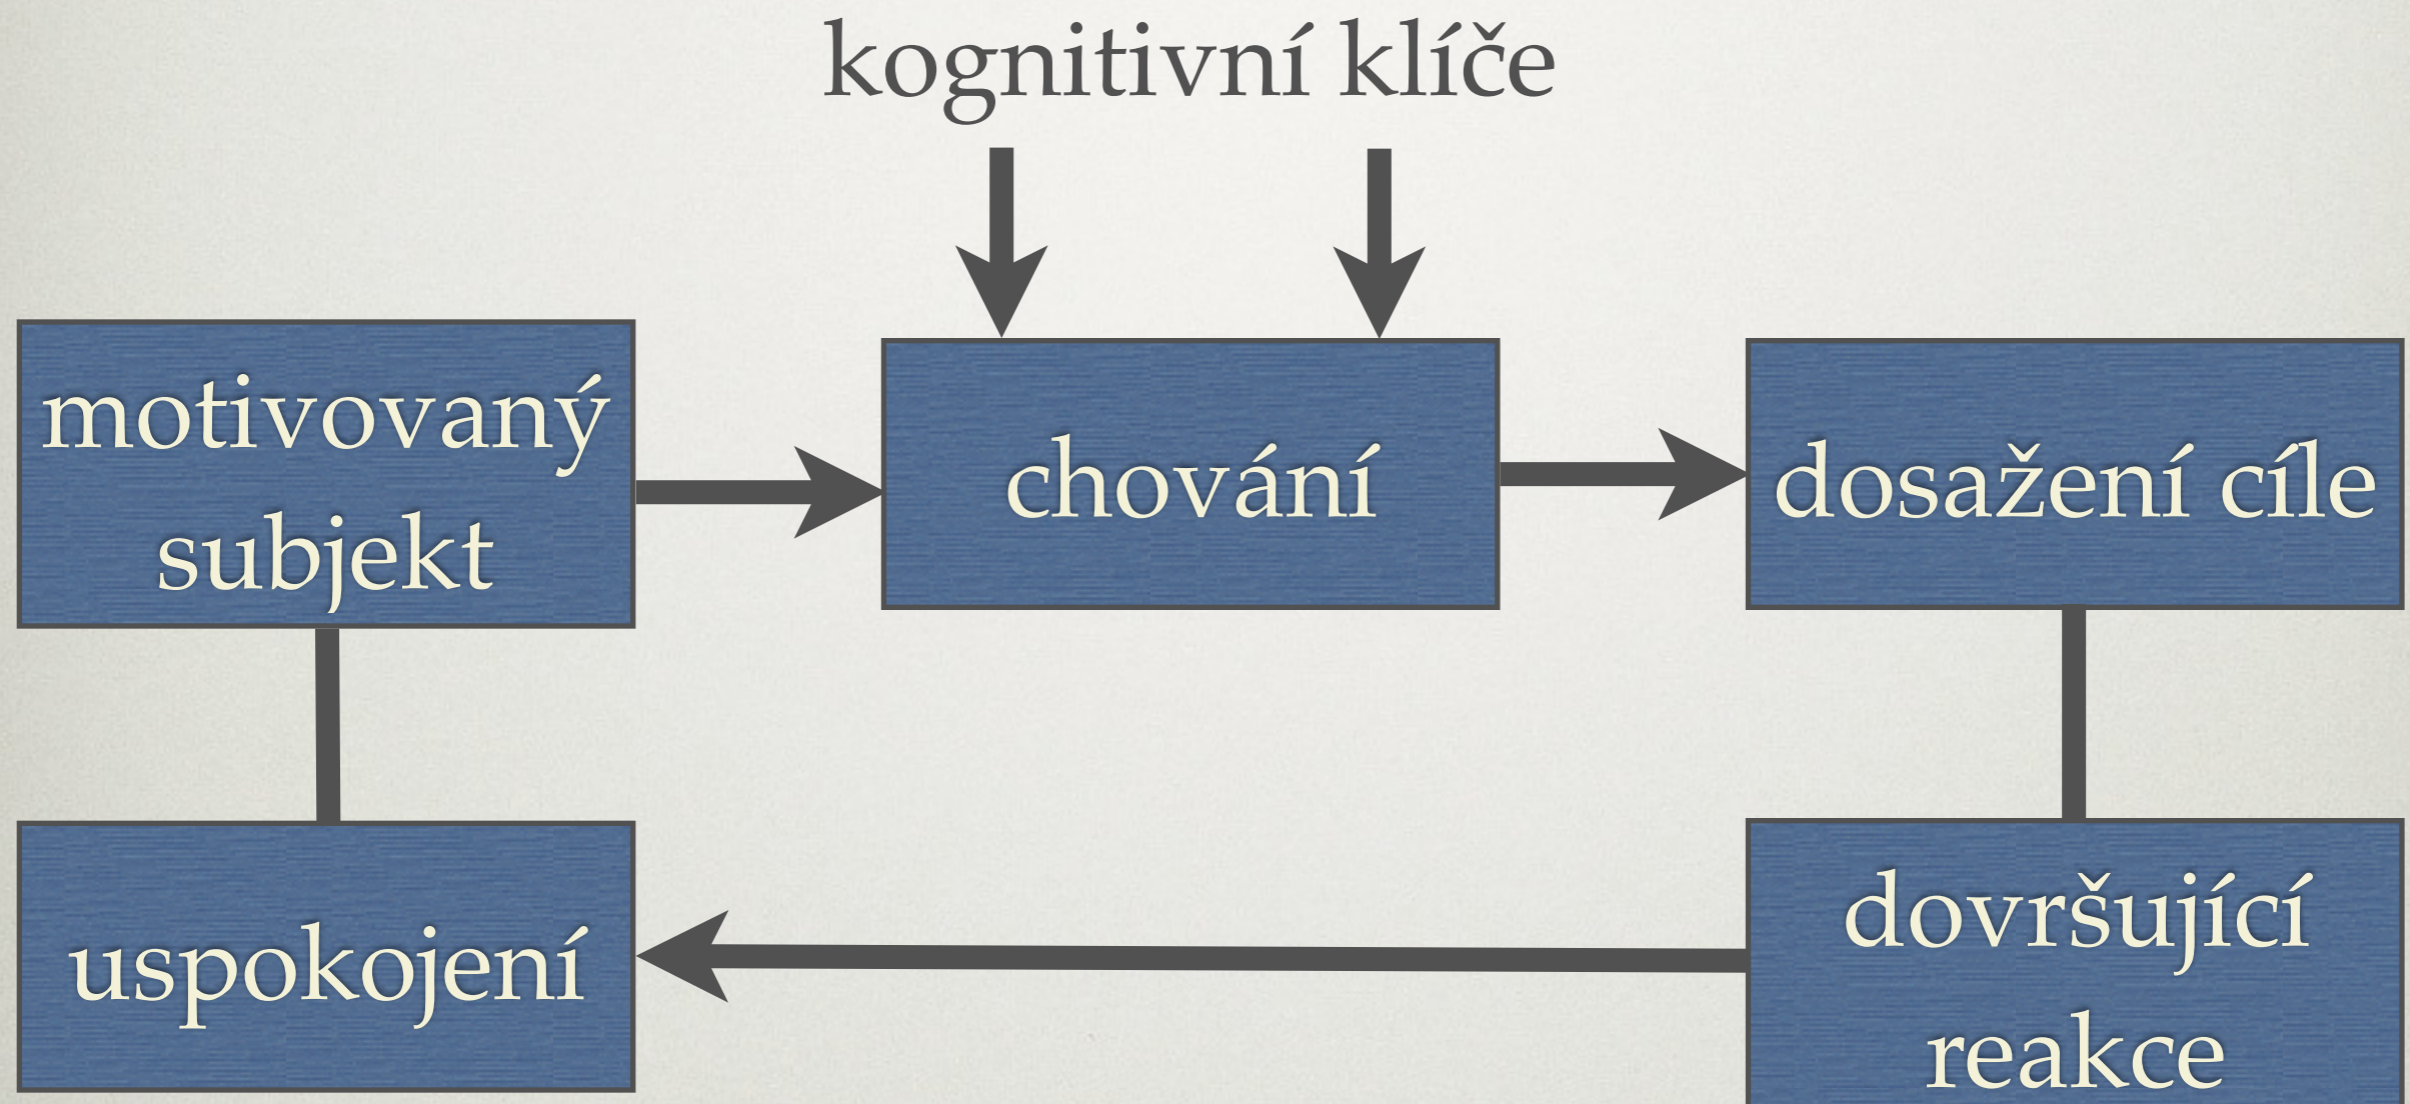 kognitivní klíče
motivovaný
subjekt
chování
dosažení cíle
uspokojení
dovršující
reakce